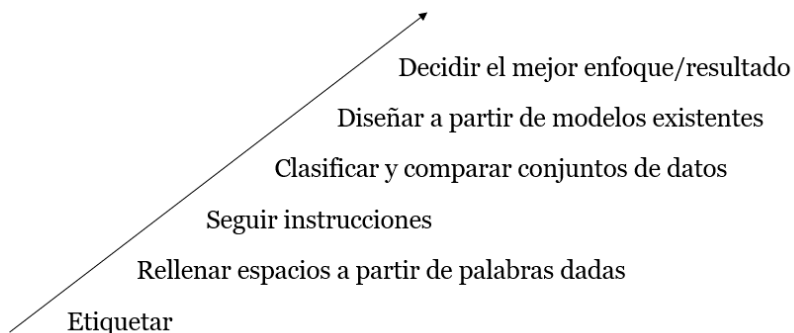 Decidir el mejor enfoque/resultado
Diseñar a partir de modelos existentes
Clasificar y comparar conjuntos de datos
Seguir instrucciones
Rellenar espacios a partir de palabras dadas
Etiquetar